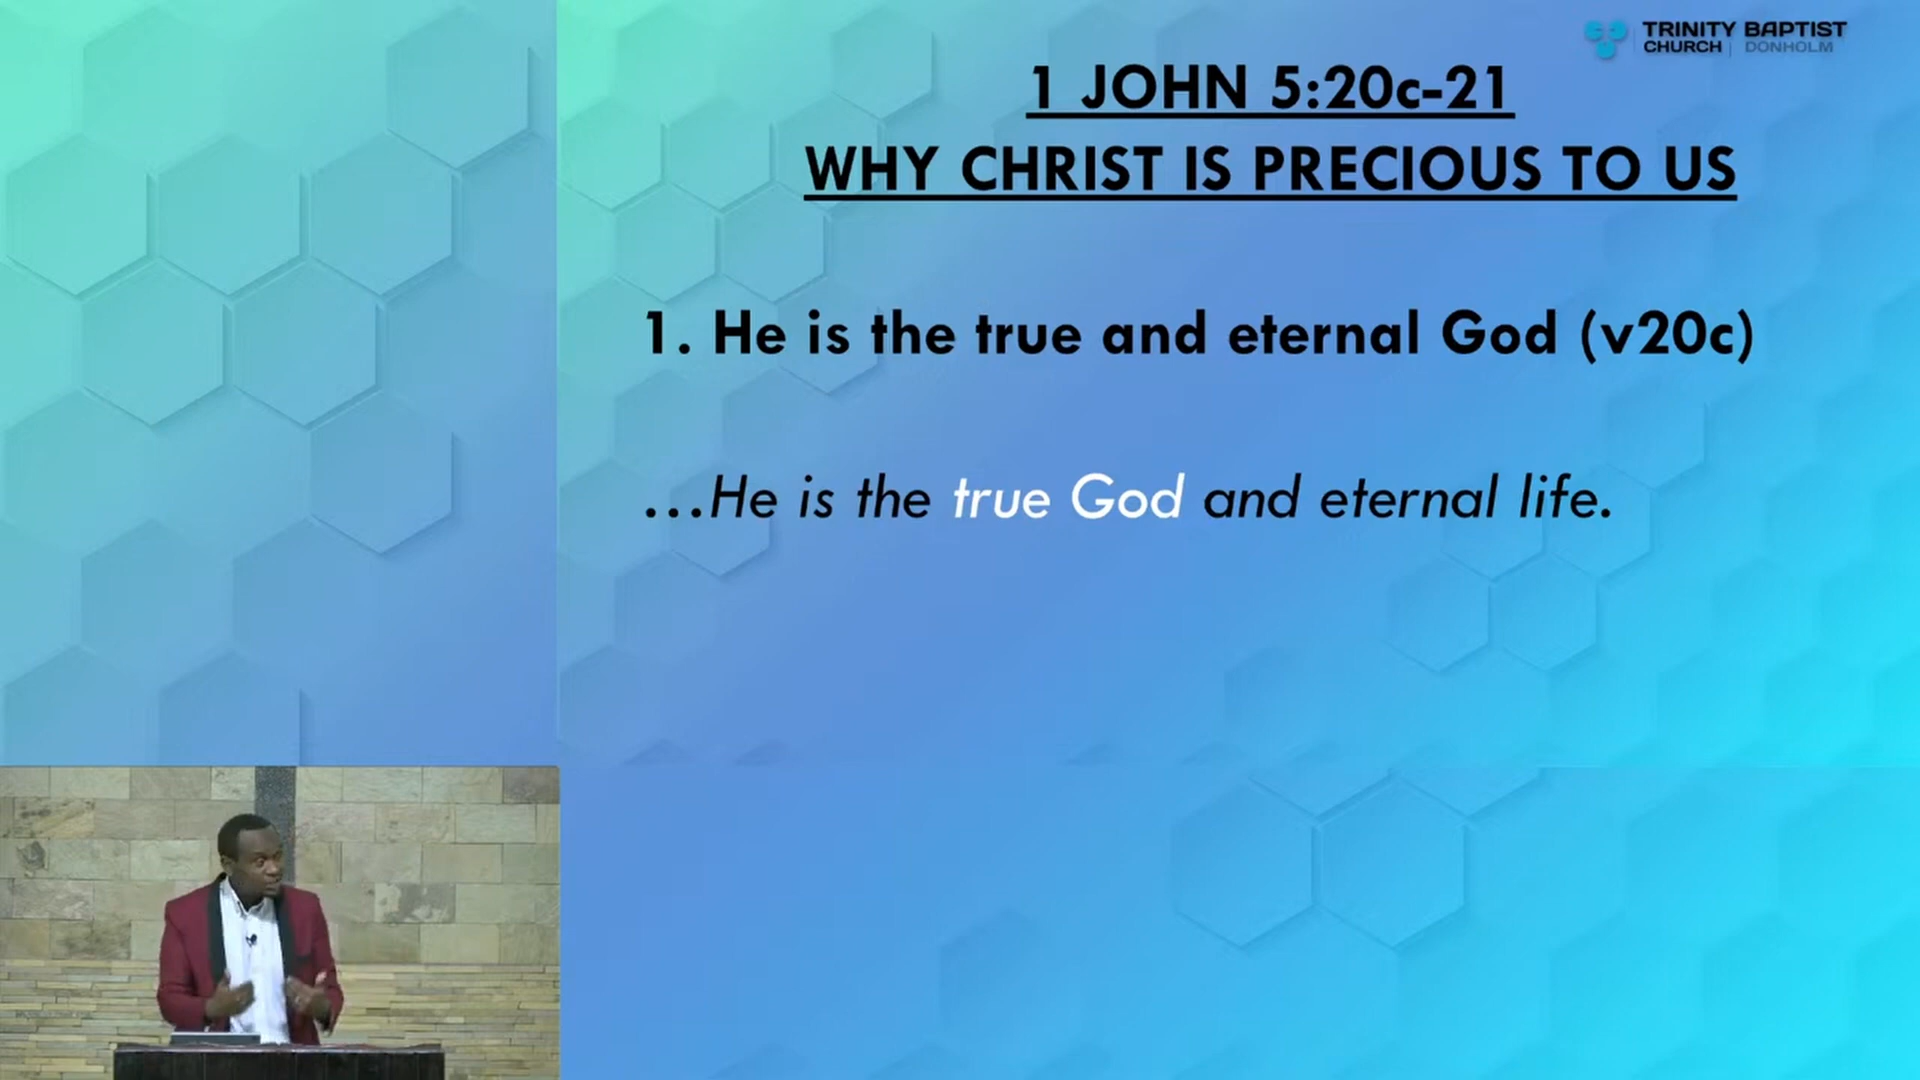 TRINITY BAPTIST
CHURCH | DONHOLM
1 JOHN 5:20c-21
WHY CHRIST IS PRECIOUS TO US
1. He is the true and eternal God (v20c)
...He is the true God and eternal life.